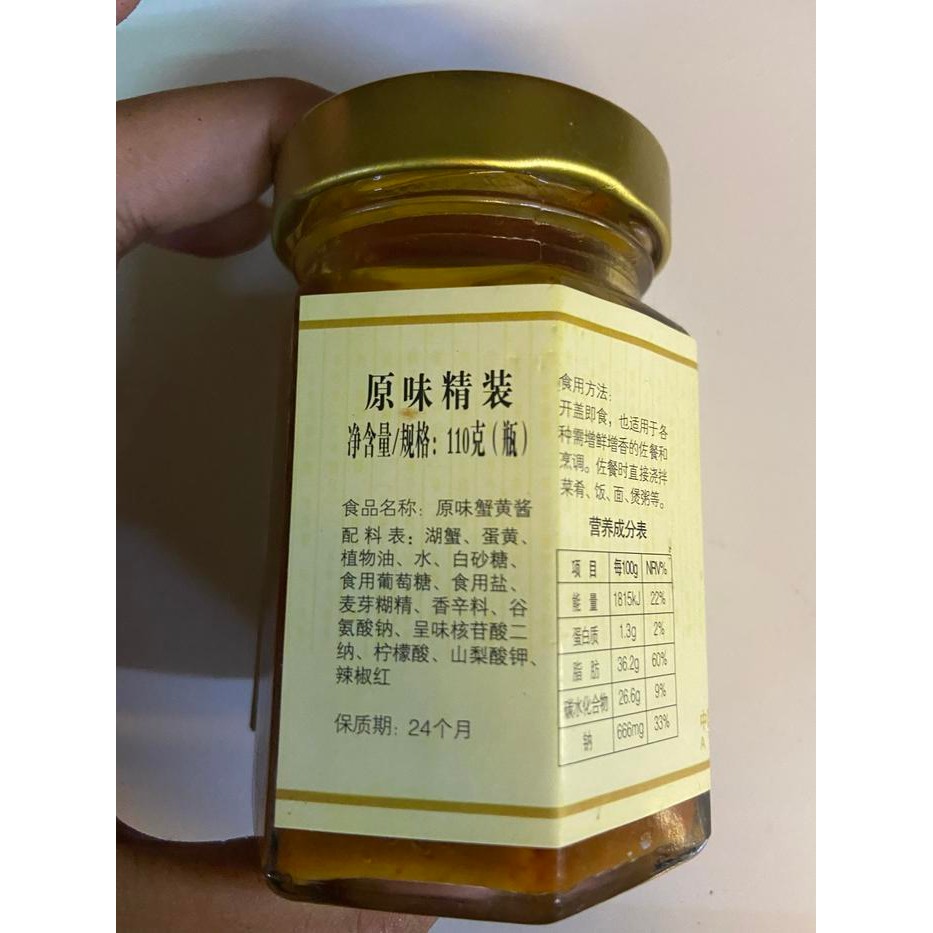 原味精装
净含量/规格：110克（瓶）
食品名称：原味蟹黄酱
配料表：湖蟹、蛋黄、
植物油、水、白砂糖、
食用葡萄糖、食用盐、
麦芽糊精、香辛料、谷
氨酸钠、呈味核苷酸二
纳、柠檬酸、山梨酸钾、
辣椒红
保质期：24个月
食用方法：
开盖即食，也适用于各
种需增鲜增香的佐餐和
烹调。佐餐时直接浇拌
菜肴、饭、面、煲粥等。
营养成分表
项 目 每100g NRV%
能 量 1815kJ 22%
蛋白质 1.3g 2%
脂 肪 36.2g 60%
碳水化合物 26.6g 9%
钠 666mg 33%
中
A